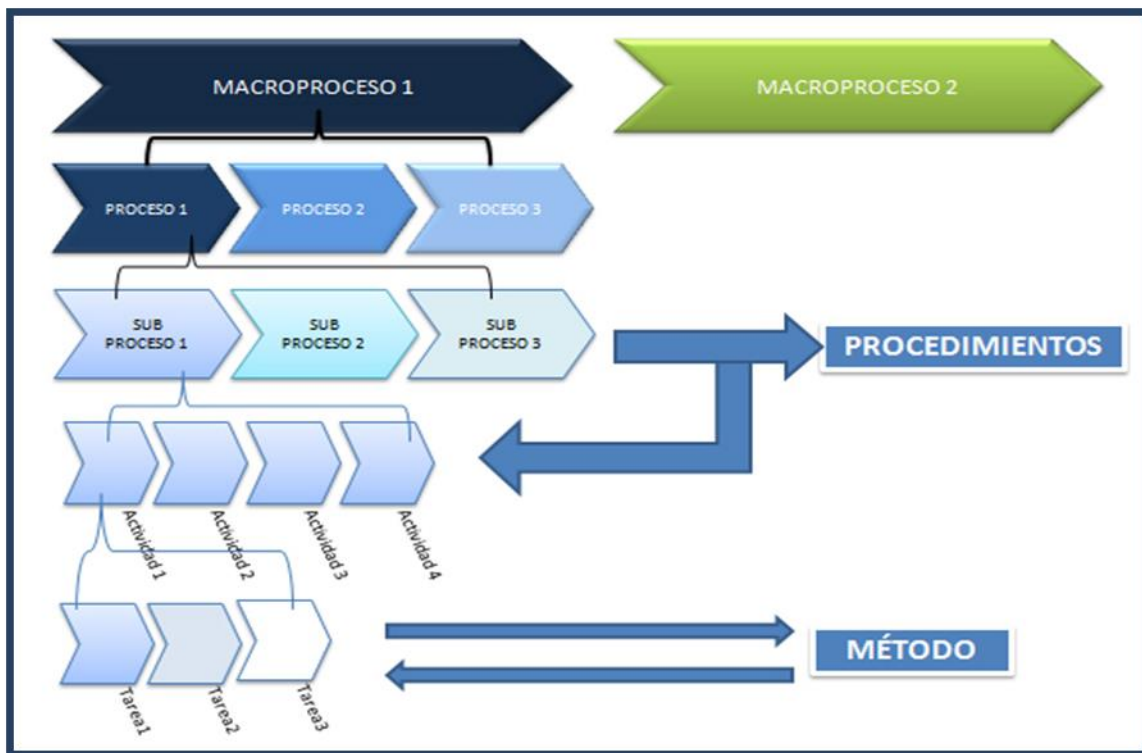 MACROPROCESO 1
MACROPROCESO 2
PROCESO 1
PROCESO 2
PROCESO 3
SUB
PROCESO 1
SUB
PROCESO 2
SUB
PROCESO 3
PROCEDIMIENTOS
Actividad 1
Actividad 2
Actividad 3
Actividad 4
MÉTODO
Tarea1
Tarea2
Tarea3